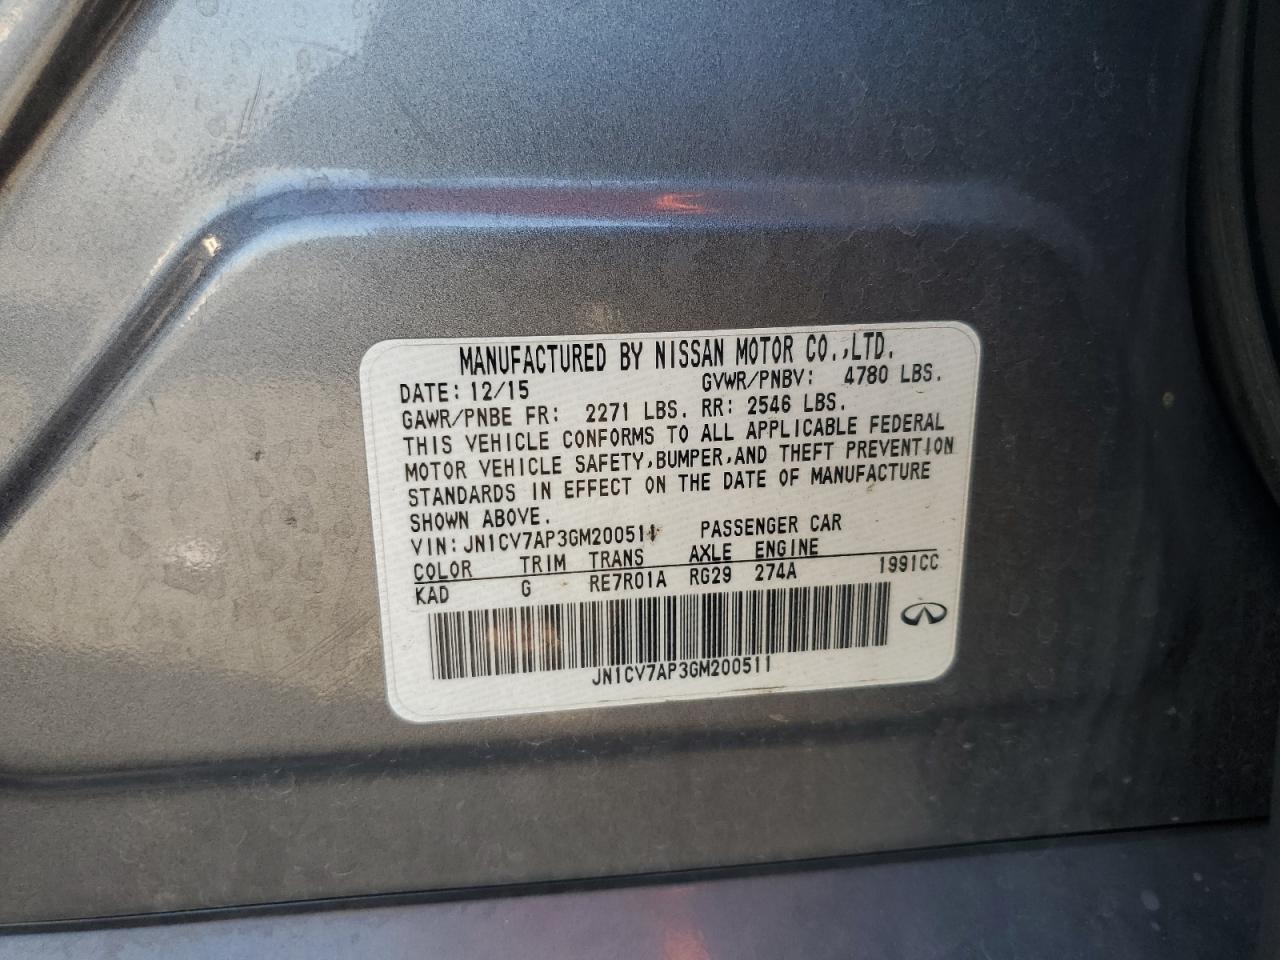 MANUFACTURED BY NISSAN MOTOR CO.,LTD.
DATE: 12/15 GVWR/PNBV: 4780 LBS.
GAWR/PNBE FR: 2271 LBS. RR: 2546 LBS.
THIS VEHICLE CONFORMS TO ALL APPLICABLE FEDERAL
MOTOR VEHICLE SAFETY,BUMPER,AND THEFT PREVENTION
STANDARDS IN EFFECT ON THE DATE OF MANUFACTURE
SHOWN ABOVE.
VIN: JN1CV7AP3GM200511 PASSENGER CAR
COLOR TRIM TRANS AXLE ENGINE
KAD G RE7R01A RG29 274A 1991CC
JN1CV7AP3GM200511